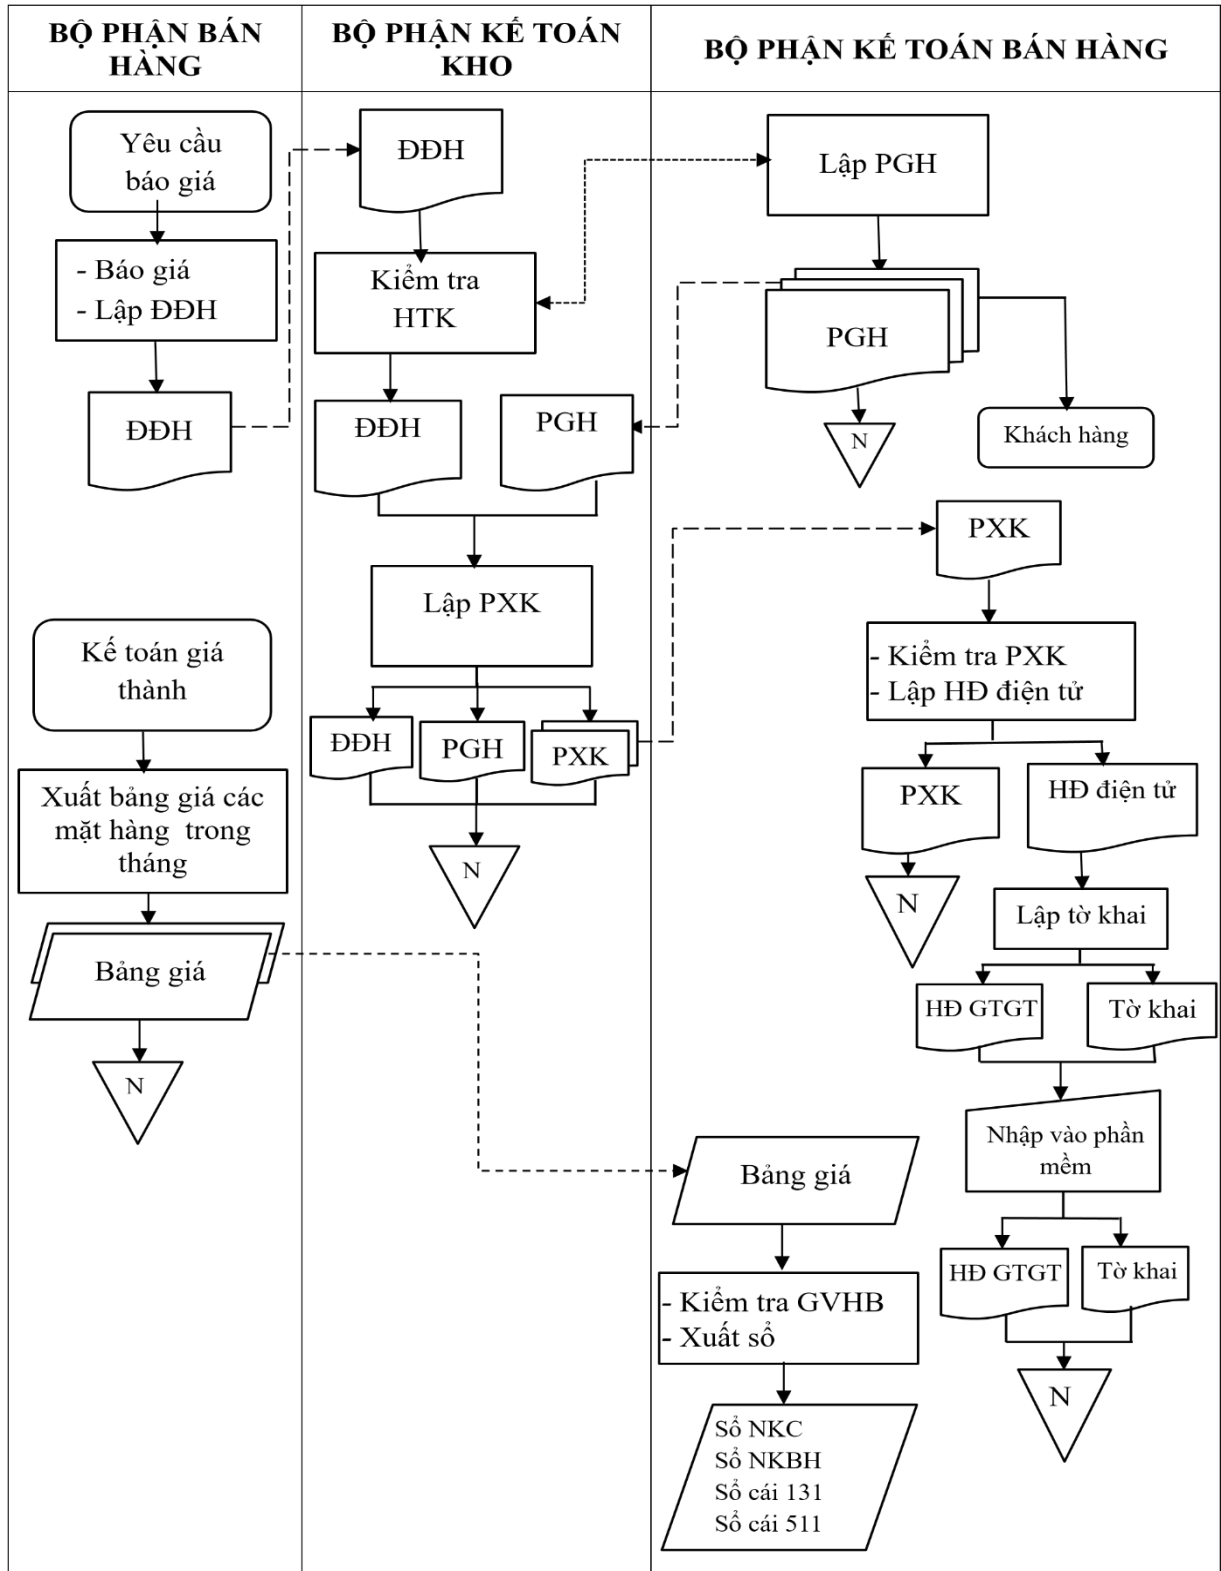 BỘ PHẬN BÁN
HÀNG
BỘ PHẬN KẾ TOÁN
KHO
BỘ PHẬN KẾ TOÁN BÁN HÀNG
Yêu cầu
báo giá
- Báo giá
- Lập ĐĐH
ĐĐH
Kế toán giá
thành
Xuất bảng giá các
mặt hàng trong
tháng
Bảng giá
N
ĐĐH
Kiểm tra
HTK
ĐĐH
PGH
Lập PXK
ĐĐH
PGH
PXK
N
Lập PGH
PGH
N
Khách hàng
PXK
- Kiểm tra PXK
- Lập HĐ điện tử
PXK
HĐ điện tử
N
Lập tờ khai
HĐ GTGT
Tờ khai
Nhập vào phần
mềm
HĐ GTGT
Tờ khai
N
Bảng giá
- Kiểm tra GVHB
- Xuất sổ
Sổ NKC
Sổ NKBH
Sổ cái 131
Sổ cái 511